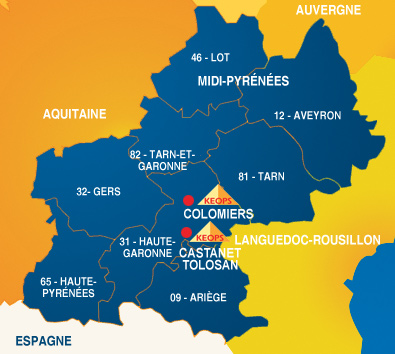 AUVERGNE
46 - LOT
MIDI-PYRÉNÉES
AQUITAINE
12 - AVEYRON
82 - TARN-ET-
GARONNE
81 - TARN
32- GERS
KEOPS
COLOMIERS
KEOPS
31 - HAUTE-
GARONNE
LANGUEDOC-ROUSILLON
CASTANET
TOLOSAN
65 - HAUTE-
PYRÉNÉES
09 - ARIÈGE
ESPAGNE